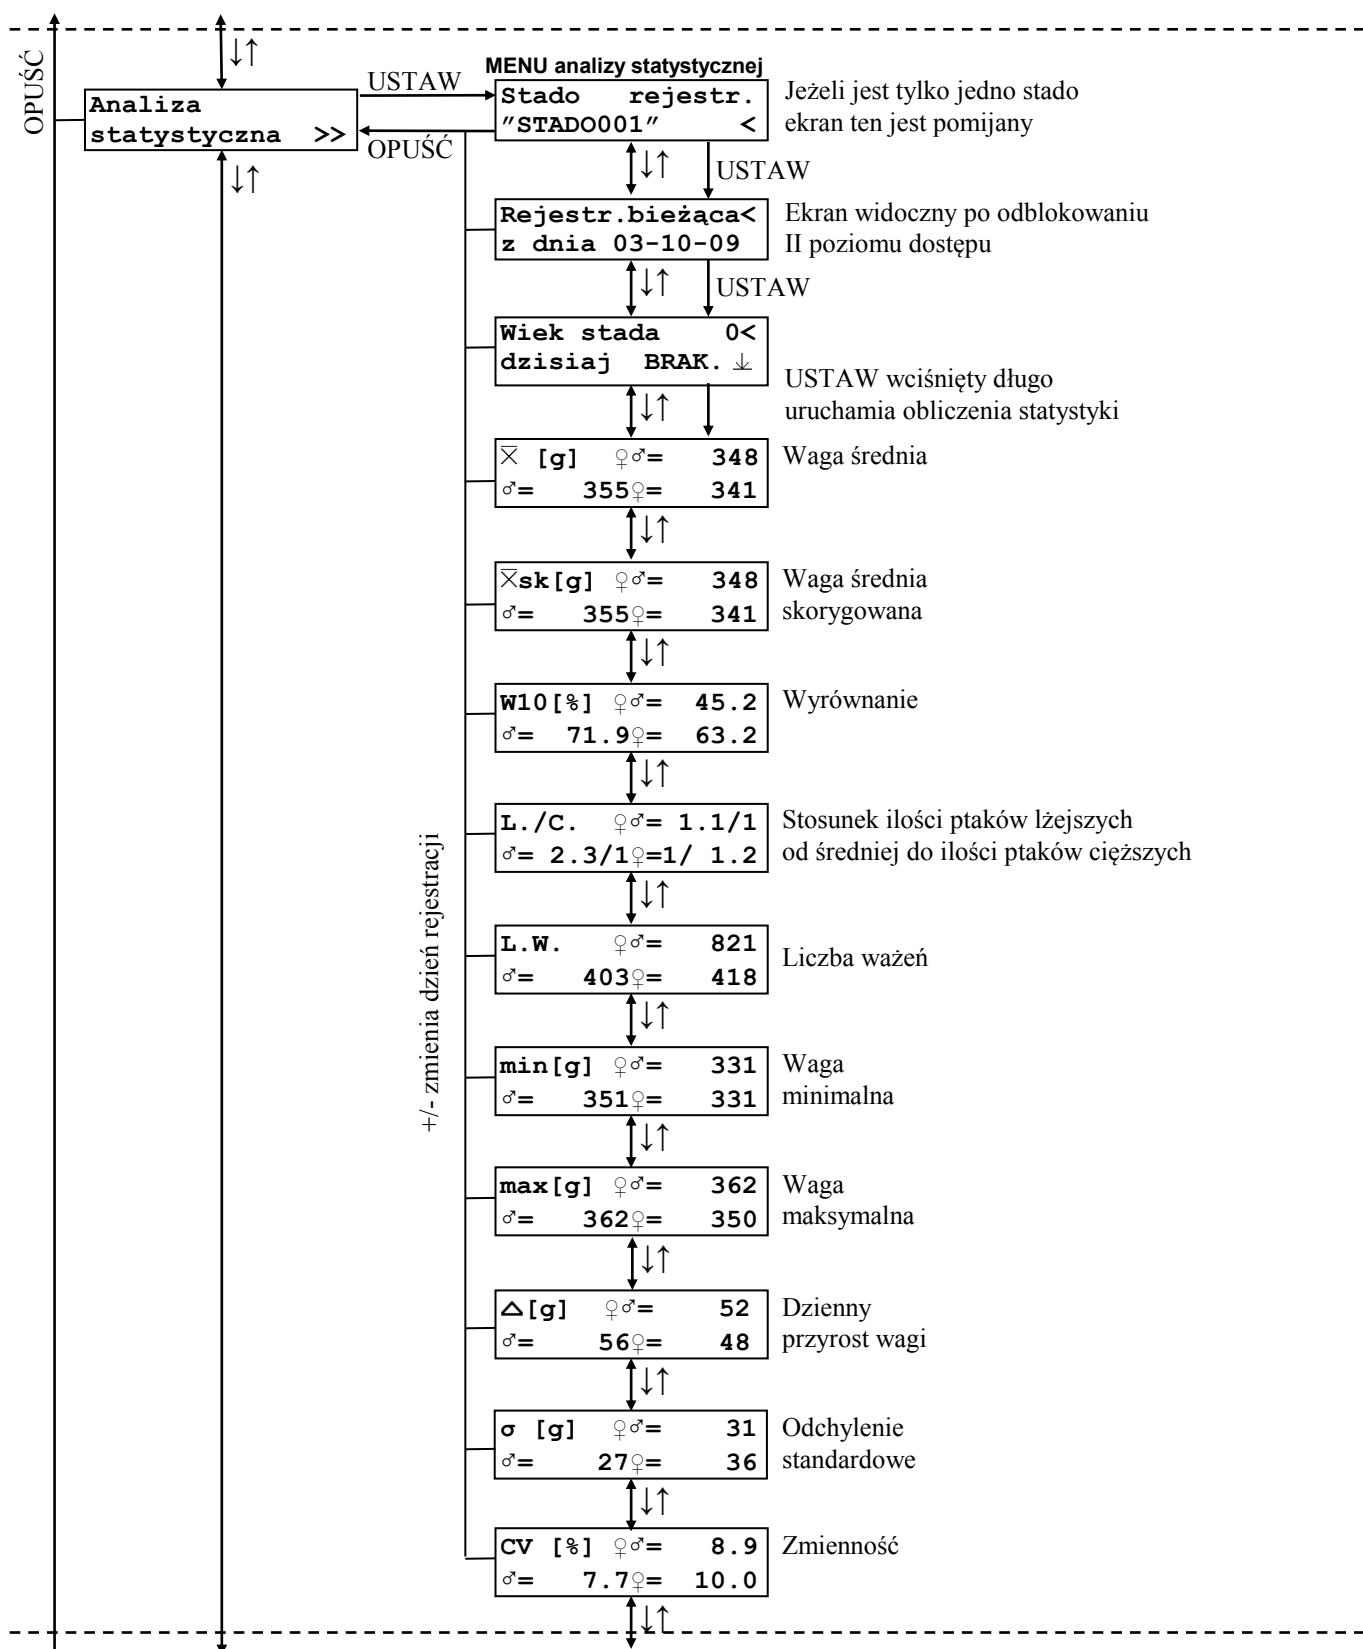 OPUŚĆ
↓↑
Analiza
statystyczna >>
↓↑
USTAW
OPUŚĆ
MENU analizy statystycznej
Stado rejestr.
"STADO001" <
Jeżeli jest tylko jedno stado
ekran ten jest pomijany
↓↑ USTAW
Rejestr.bieżąca<
z dnia 03-10-09
Ekran widoczny po odblokowaniu
II poziomu dostępu
↓↑ USTAW
Wiek stada 0<
dzisiaj BRAK. ↓
USTAW wciśnięty długo
uruchamia obliczenia statystyki
↓↑
X̅ [g] ♀♂= 348
♂= 355♀= 341
Waga średnia
↓↑
X̅sk[g] ♀♂= 348
♂= 355♀= 341
Waga średnia
skorygowana
↓↑
W10[%] ♀♂= 45.2
♂= 71.9♀= 63.2
Wyrównanie
↓↑
L./C. ♀♂= 1.1/1
♂= 2.3/1♀=1/ 1.2
Stosunek ilości ptaków lżejszych
od średniej do ilości ptaków cięższych
↓↑
+/- zmienia dzień rejestracji
L.W. ♀♂= 821
♂= 403♀= 418
Liczba ważeń
↓↑
min[g] ♀♂= 331
♂= 351♀= 331
Waga
minimalna
↓↑
max[g] ♀♂= 362
♂= 362♀= 350
Waga
maksymalna
↓↑
△[g] ♀♂= 52
♂= 56♀= 48
Dzienny
przyrost wagi
↓↑
σ [g] ♀♂= 31
♂= 27♀= 36
Odchylenie
standardowe
↓↑
CV [%] ♀♂= 8.9
♂= 7.7♀= 10.0
Zmienność
↓↑